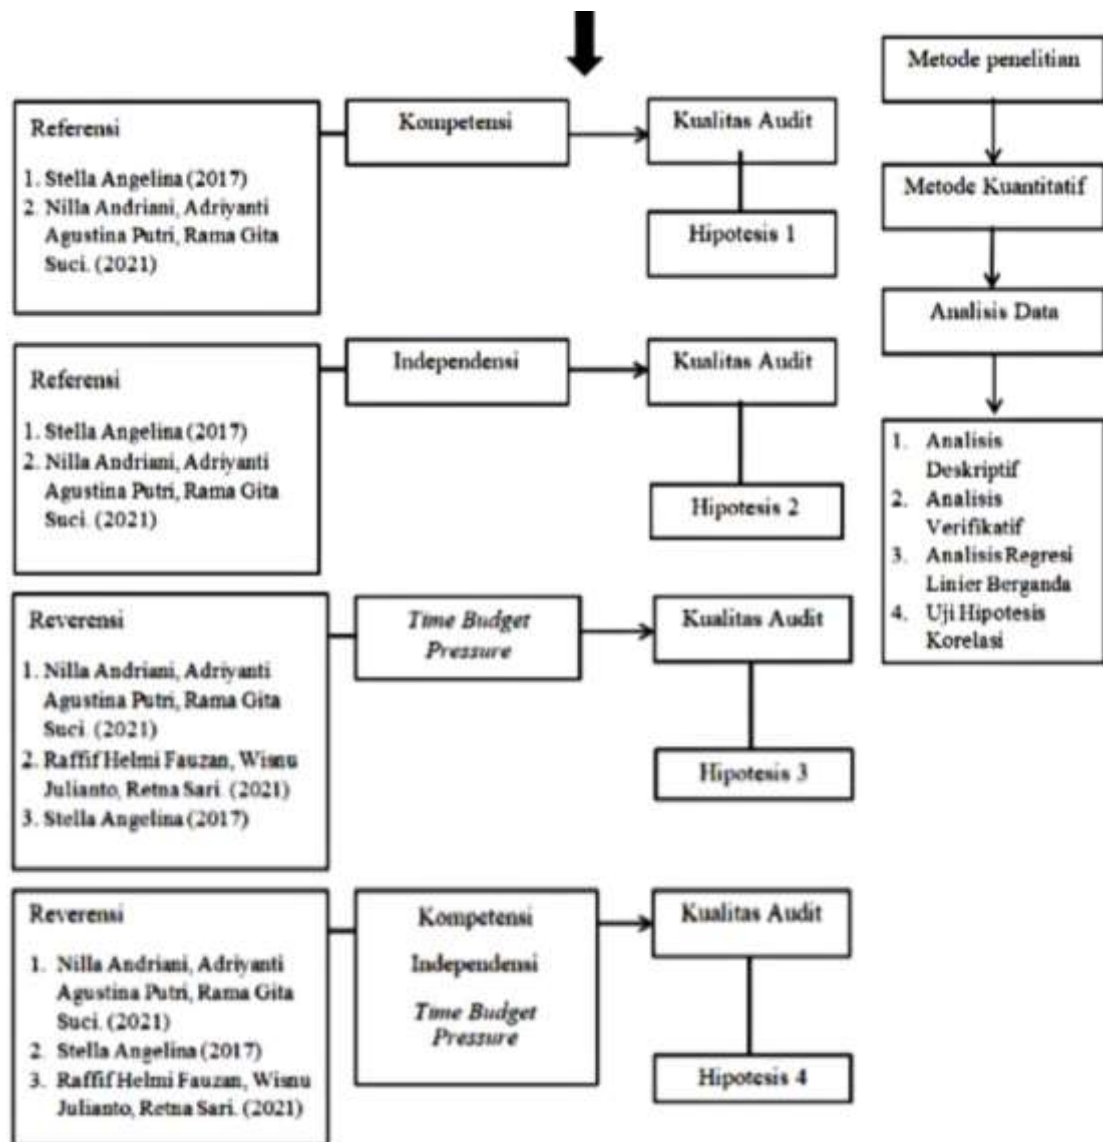 Referensi
1. Stella Angelina (2017)
2. Nilla Andriani, Adriyanti
Agustina Putri, Rama Gita
Suci. (2021)
Kompetensi
Kualitas Audit
Hipotesis 1
Referensi
1. Stella Angelina (2017)
2. Nilla Andriani, Adriyanti
Agustina Putri, Rama Gita
Suci. (2021)
Independensi
Kualitas Audit
Hipotesis 2
Reverensi
1. Nilla Andriani, Adriyanti
Agustina Putri, Rama Gita
Suci. (2021)
2. Raffif Helmi Fauzan, Wisnu
Julianto, Retna Sari. (2021)
3. Stella Angelina (2017)
Time Budget
Pressure
Kualitas Audit
Hipotesis 3
Reverensi
1. Nilla Andriani, Adriyanti
Agustina Putri, Rama Gita
Suci. (2021)
2. Stella Angelina (2017)
3. Raffif Helmi Fauzan, Wisnu
Julianto, Retna Sari. (2021)
Kompetensi
Independensi
Time Budget
Pressure
Kualitas Audit
Hipotesis 4
Metode penelitian
Metode Kuantitatif
Analisis Data
1. Analisis
Deskriptif
2. Analisis
Verifikatif
3. Analisis Regresi
Linier Berganda
4. Uji Hipotesis
Korelasi